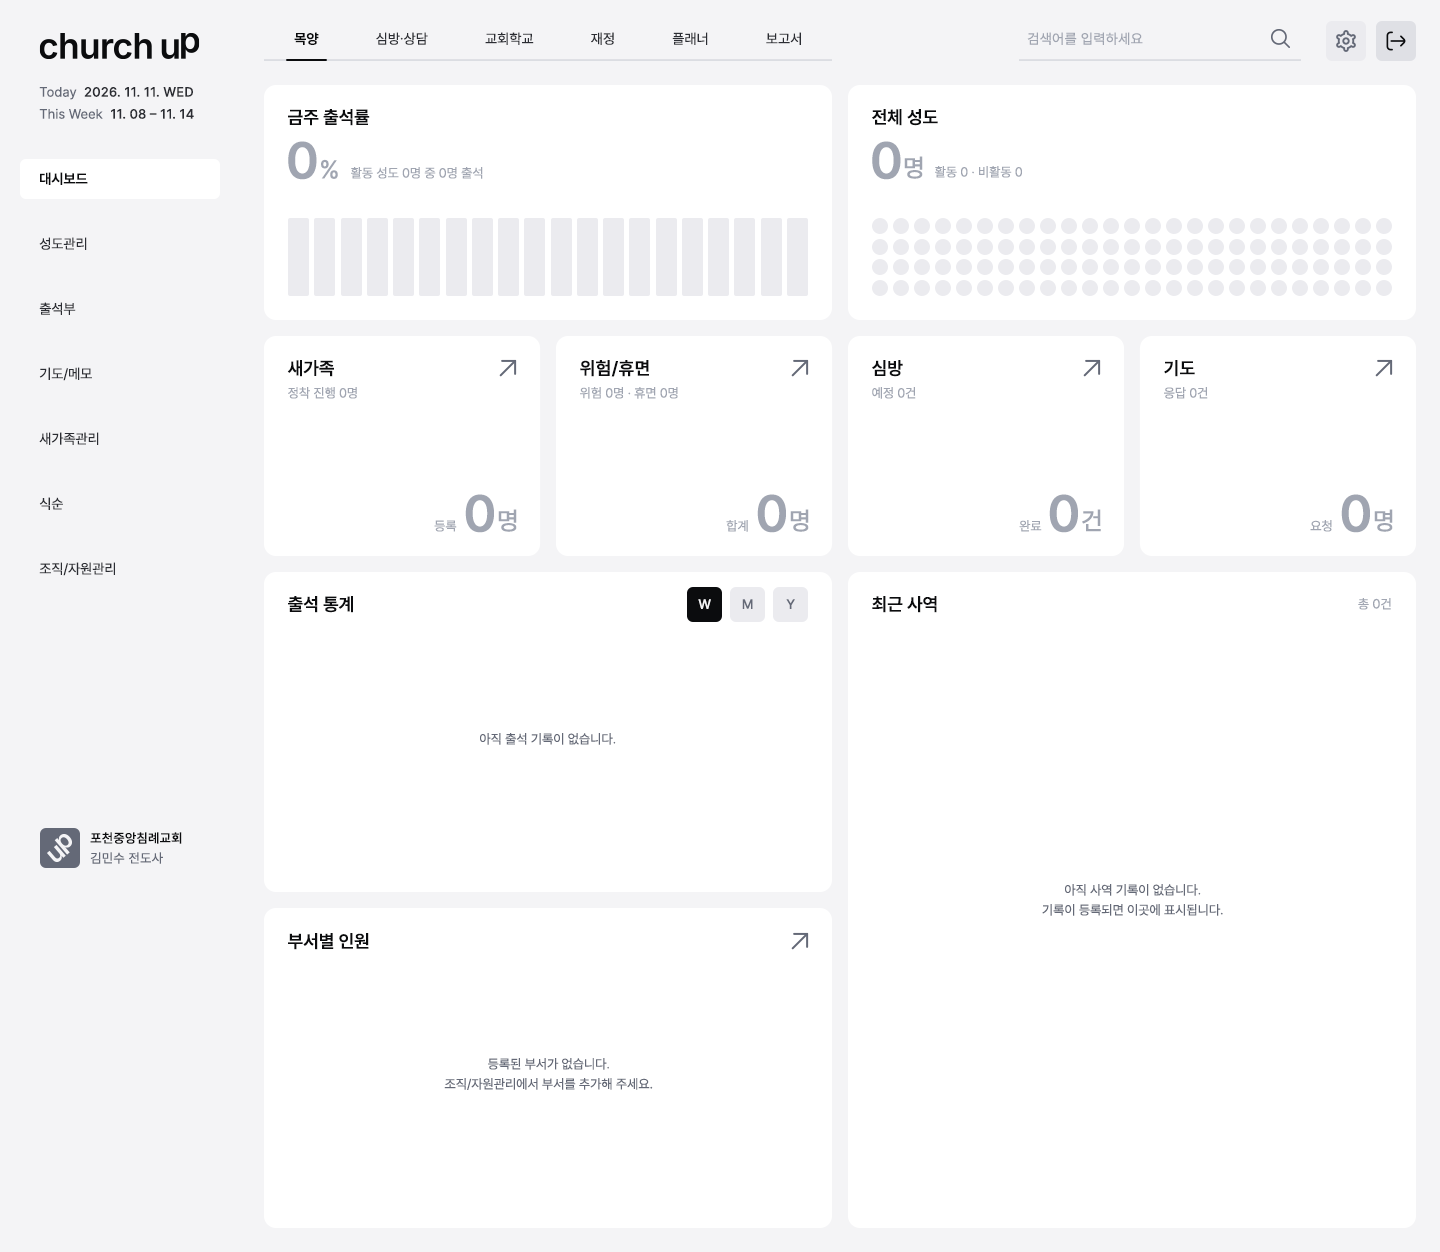 church up
Today 2026. 11. 11. WED
This Week 11. 08 – 11. 14
대시보드
성도관리
출석부
기도/메모
새가족관리
식순
조직/자원관리
up
포천중앙침례교회
김민수 전도사
목양 심방·상담 교회학교 재정 플래너 보고서
검색어를 입력하세요
금주 출석률
0% 활동 성도 0명 중 0명 출석
전체 성도
0명 활동 0 · 비활동 0
새가족
정착 진행 0명
등록 0명
위험/휴면
위험 0명 · 휴면 0명
합계 0명
심방
예정 0건
완료 0건
기도
응답 0건
요청 0명
출석 통계
W M Y
아직 출석 기록이 없습니다.
최근 사역
총 0건
아직 사역 기록이 없습니다.
기록이 등록되면 이곳에 표시됩니다.
부서별 인원
등록된 부서가 없습니다.
조직/자원관리에서 부서를 추가해 주세요.